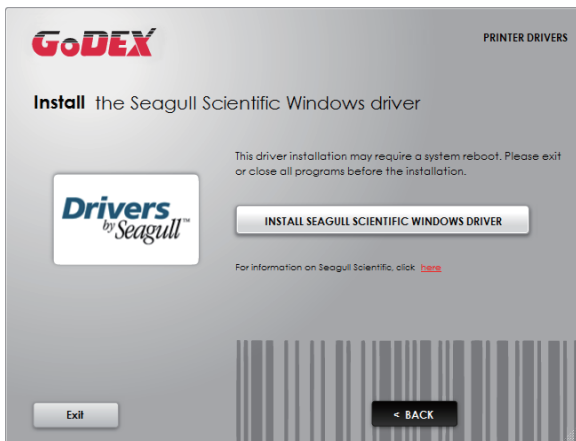 GoDEX
PRINTER DRIVERS
Install the Seagull Scientific Windows driver
This driver installation may require a system reboot. Please exit
or close all programs before the installation.
Drivers
by Seagull™
INSTALL SEAGULL SCIENTIFIC WINDOWS DRIVER
For information on Seagull Scientific, click here
Exit
< BACK